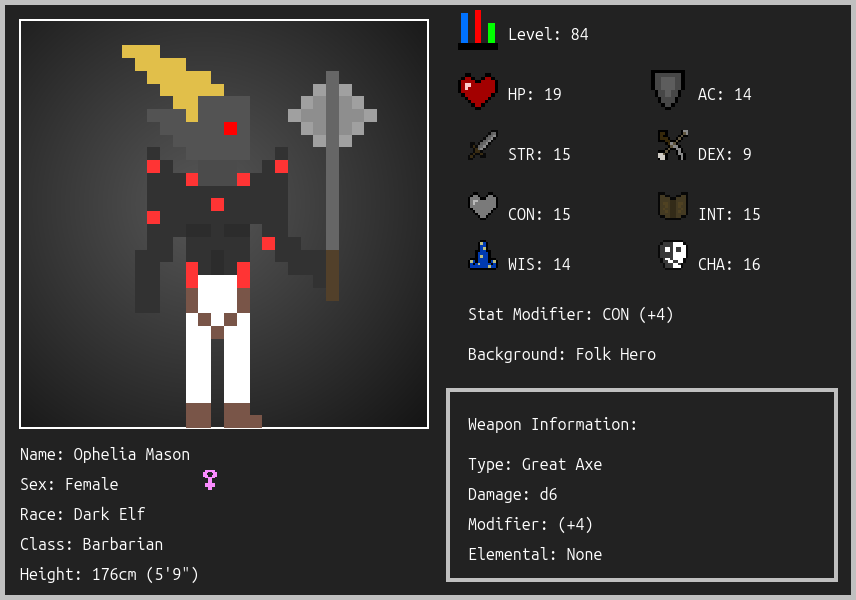 Level: 84
HP: 19
AC: 14
STR: 15
DEX: 9
CON: 15
INT: 15
WIS: 14
CHA: 16
Stat Modifier: CON (+4)
Background: Folk Hero
Weapon Information:
Type: Great Axe
Damage: d6
Modifier: (+4)
Elemental: None
Name: Ophelia Mason
Sex: Female
Race: Dark Elf
Class: Barbarian
Height: 176cm (5'9")